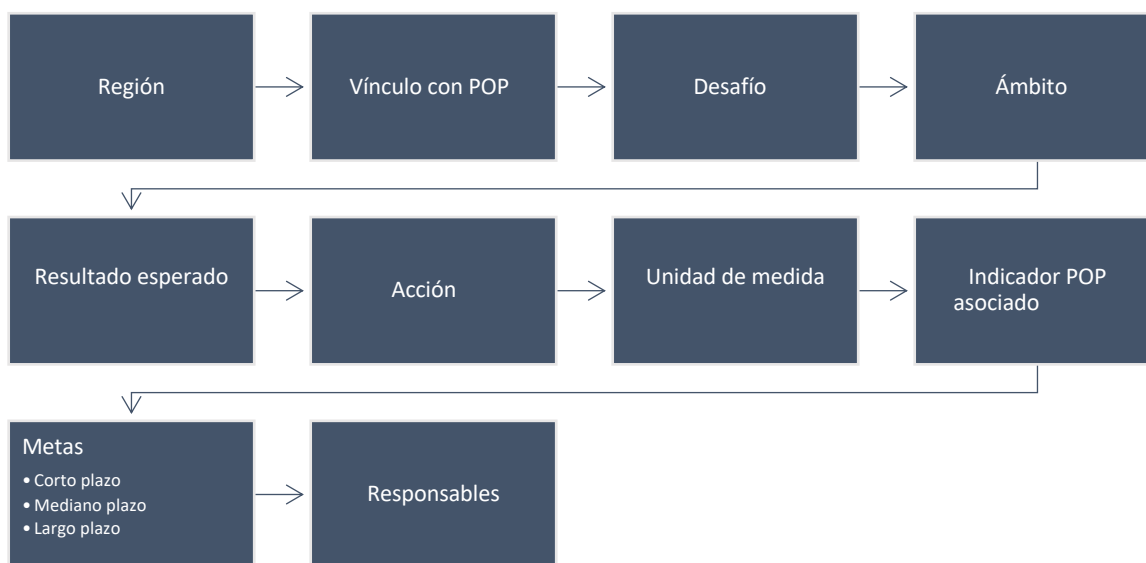 Región
Vínculo con POP
Desafío
Ámbito
Resultado esperado
Acción
Unidad de medida
Indicador POP
asociado
Metas
• Corto plazo
• Mediano plazo
• Largo plazo
Responsables